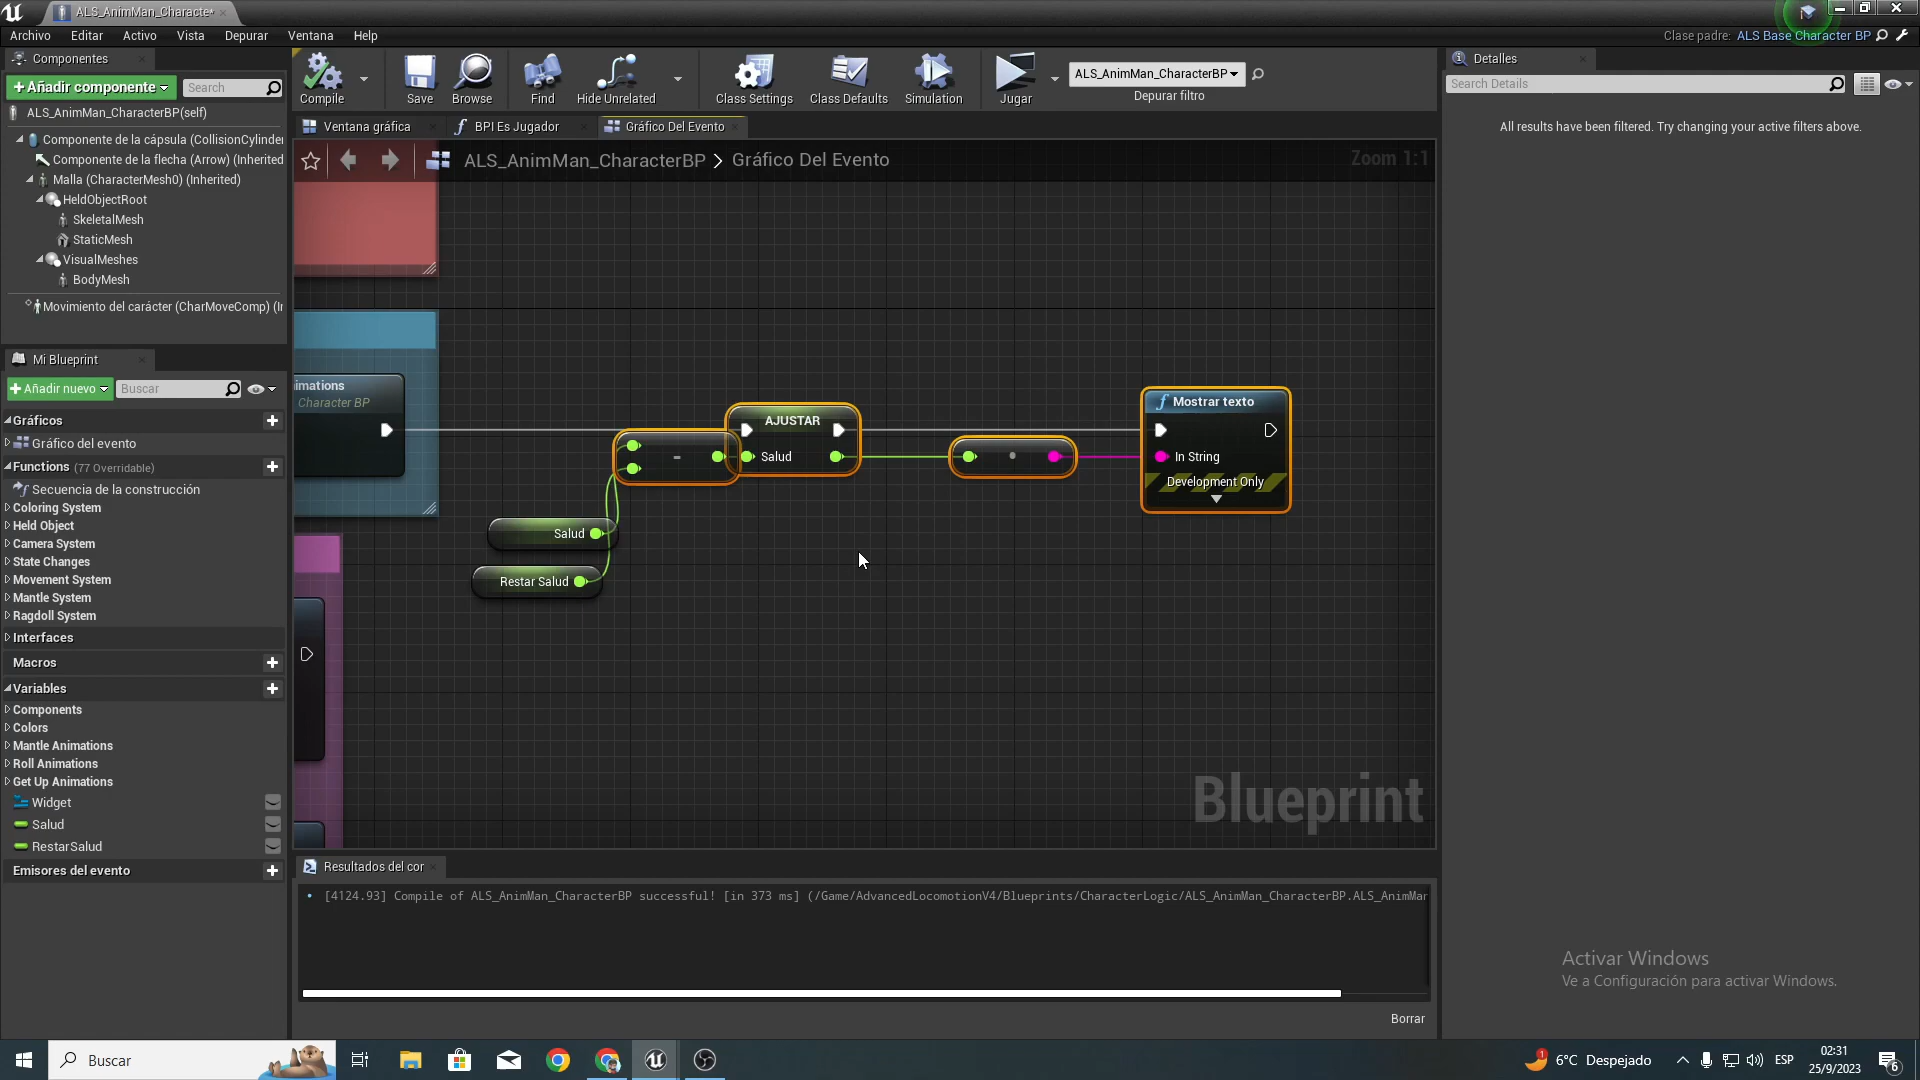 ALS_AnimMan_Characte*
Archivo
Editar
Activo
Vista
Depurar
Ventana
Help
Clase padre:
ALS Base Character BP
Componentes
Añadir componente
Search
ALS_AnimMan_CharacterBP(self)
Componente de la cápsula (CollisionCylinder
Componente de la flecha (Arrow) (Inherited
Malla (CharacterMesh0) (Inherited)
HeldObjectRoot
SkeletalMesh
StaticMesh
VisualMeshes
BodyMesh
Movimiento del carácter (CharMoveComp) (I
Mi Blueprint
Añadir nuevo
Buscar
Gráficos
Gráfico del evento
Functions (77 Overridable)
Secuencia de la construcción
Coloring System
Held Object
Camera System
State Changes
Movement System
Mantle System
Ragdoll System
Interfaces
Macros
Variables
Components
Colors
Mantle Animations
Roll Animations
Get Up Animations
Widget
Salud
RestarSalud
Emisores del evento
Compile
Save
Browse
Find
Hide Unrelated
Class Settings
Class Defaults
Simulation
Jugar
ALS_AnimMan_CharacterBP
Depurar filtro
Ventana gráfica
BPI Es Jugador
Gráfico Del Evento
ALS_AnimMan_CharacterBP > Gráfico Del Evento
Zoom 1:1
imations
Character BP
Salud
Restar Salud
-
AJUSTAR
Salud
Mostrar texto
In String
Development Only
Blueprint
Resultados del cor
[4124.93] Compile of ALS_AnimMan_CharacterBP successful! [in 373 ms] (/Game/AdvancedLocomotionV4/Blueprints/CharacterLogic/ALS_AnimMan_CharacterBP.ALS_AnimMan
Borrar
Detalles
Search Details
All results have been filtered. Try changing your active filters above.
Activar Windows
Ve a Configuración para activar Windows.
Buscar
1
6°C Despejado
ESP
02:31
25/9/2023
6